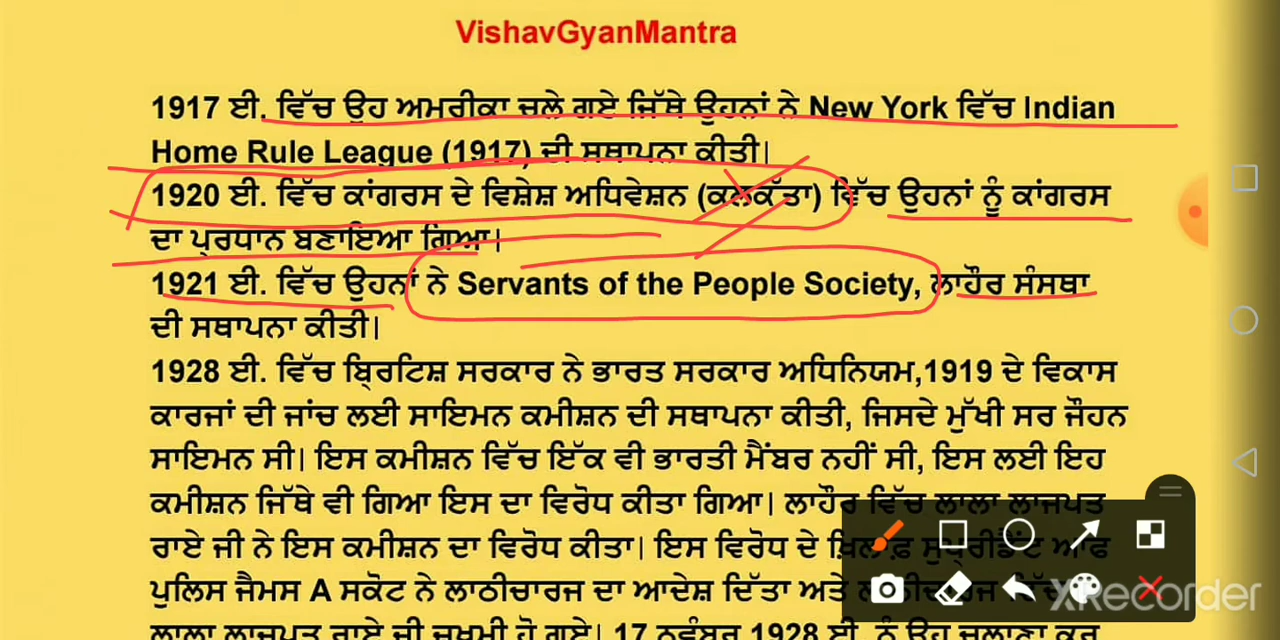 VishavGyanMantra
1917 ਈ. ਵਿੱਚ ਉਹ ਅਮਰੀਕਾ ਚਲੇ ਗਏ ਜਿੱਥੇ ਉਹਨਾਂ ਨੇ New York ਵਿੱਚ Indian
Home Rule League (1917) ਦੀ ਸਥਾਪਨਾ ਕੀਤੀ।
1920 ਈ. ਵਿੱਚ ਕਾਂਗਰਸ ਦੇ ਵਿਸ਼ੇਸ਼ ਅਧਿਵੇਸ਼ਨ (ਕਲਕੱਤਾ) ਵਿੱਚ ਉਹਨਾਂ ਨੂੰ ਕਾਂਗਰਸ
ਦਾ ਪ੍ਰਧਾਨ ਬਣਾਇਆ ਗਿਆ।
1921 ਈ. ਵਿੱਚ ਉਹਨਾਂ ਨੇ Servants of the People Society, ਲਾਹੌਰ ਸੰਸਥਾ
ਦੀ ਸਥਾਪਨਾ ਕੀਤੀ।
1928 ਈ. ਵਿੱਚ ਬ੍ਰਿਟਿਸ਼ ਸਰਕਾਰ ਨੇ ਭਾਰਤ ਸਰਕਾਰ ਅਧਿਨਿਯਮ,1919 ਦੇ ਵਿਕਾਸ
ਕਾਰਜਾਂ ਦੀ ਜਾਂਚ ਲਈ ਸਾਇਮਨ ਕਮੀਸ਼ਨ ਦੀ ਸਥਾਪਨਾ ਕੀਤੀ, ਜਿਸਦੇ ਮੁੱਖੀ ਸਰ ਜੌਹਨ
ਸਾਇਮਨ ਸੀ। ਇਸ ਕਮੀਸ਼ਨ ਵਿੱਚ ਇੱਕ ਵੀ ਭਾਰਤੀ ਮੈਂਬਰ ਨਹੀਂ ਸੀ, ਇਸ ਲਈ ਇਹ
ਕਮੀਸ਼ਨ ਜਿੱਥੇ ਵੀ ਗਿਆ ਇਸ ਦਾ ਵਿਰੋਧ ਕੀਤਾ ਗਿਆ। ਲਾਹੌਰ ਵਿੱਚ ਲਾਲਾ ਲਾਜਪਤ
ਰਾਏ ਜੀ ਨੇ ਇਸ ਕਮੀਸ਼ਨ ਦਾ ਵਿਰੋਧ ਕੀਤਾ। ਇਸ ਵਿਰੋਧ ਦੇ ਖ਼ਿਲਾਫ਼ ਸੁਪ੍ਰੀਡੈਂਟ ਆਫ
ਪੁਲਿਸ ਜੈਮਸ A ਸਕੋਟ ਨੇ ਲਾਠੀਚਾਰਜ ਦਾ ਆਦੇਸ਼ ਦਿੱਤਾ ਅਤੇ
ਲਾਲਾ ਲਾਜਪਤ ਰਾਏ ਜੀ ਜ਼ਖਮੀ ਹੋ ਗਏ। 17 ਨਵੰਬਰ 1928 ਈ. ਨੂੰ ਉਹ ਚਲਾਣਾ ਕਰ
XRecorder